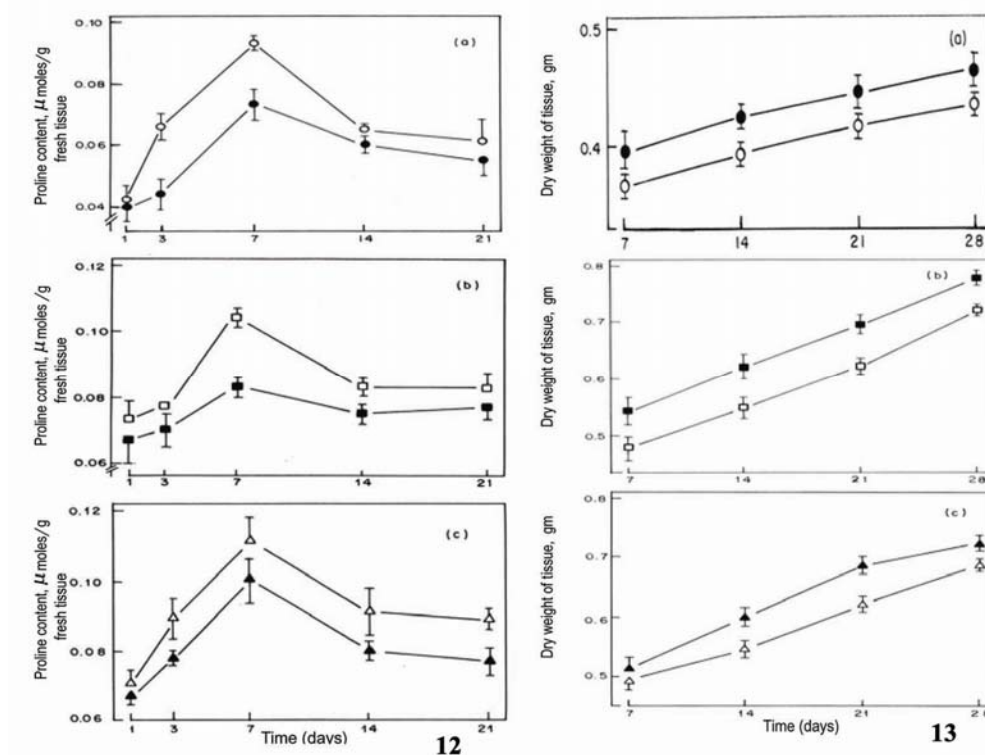 Proline content, μ moles/g
fresh tissue
0.10
0.08
0.06
0.04
(a)
1 3 7 14 21
Proline content, μ moles/g
fresh tissue
0.12
0.10
0.08
0.06
(b)
1 3 7 14 21
Proline content, μ moles/g
fresh tissue
0.12
0.10
0.08
0.06
(c)
1 3 7 14 21
Time (days)
12
Dry weight of tissue, gm
0.5
0.4
(a)
7 14 21 28
Dry weight of tissue, gm
0.8
0.7
0.6
0.5
(b)
7 14 21 28
Dry weight of tissue, gm
0.8
0.7
0.6
0.5
(c)
7 14 21 28
Time (days)
13